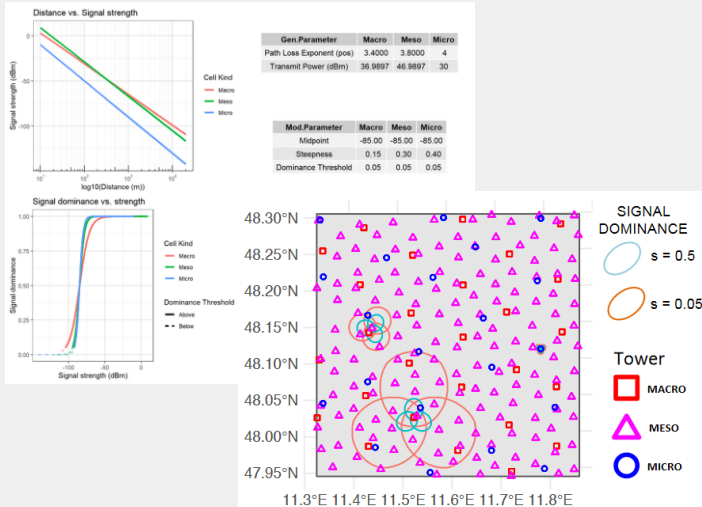 Distance vs. Signal strength
Signal strength (dBm)
0
-50
-100
log10(Distance (m))
Cell Kind
Macro
Meso
Micro
Gen.Parameter Macro Meso Micro
Path Loss Exponent (pos) 3.4000 3.8000 4
Transmit Power (dBm) 36.9897 46.9897 30
Mod.Parameter Macro Meso Micro
Midpoint -85.00 -85.00 -85.00
Steepness 0.15 0.30 0.40
Dominance Threshold 0.05 0.05 0.05
Signal dominance vs. strength
Signal dominance
1.00
0.75
0.50
0.25
0.00
-100 -50 0
Signal strength (dBm)
Cell Kind
Macro
Meso
Micro
Dominance Threshold
Above
Below
48.30°N
48.25°N
48.20°N
48.15°N
48.10°N
48.05°N
48.00°N
47.95°N
11.3°E 11.4°E 11.5°E 11.6°E 11.7°E 11.8°E
SIGNAL
DOMINANCE
s = 0.5
s = 0.05
Tower
MACRO
MESO
MICRO